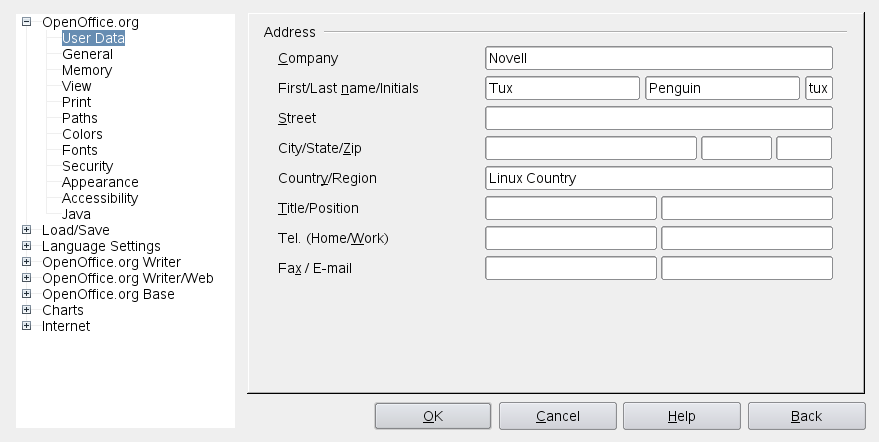 OpenOffice.org
User Data
General
Memory
View
Print
Paths
Colors
Fonts
Security
Appearance
Accessibility
Java
Load/Save
Language Settings
OpenOffice.org Writer
OpenOffice.org Writer/Web
OpenOffice.org Base
Charts
Internet
Address
Company Novell
First/Last name/Initials Tux Penguin tux
Street
City/State/Zip
Country/Region Linux Country
Title/Position
Tel. (Home/Work)
Fax / E-mail
OK Cancel Help Back